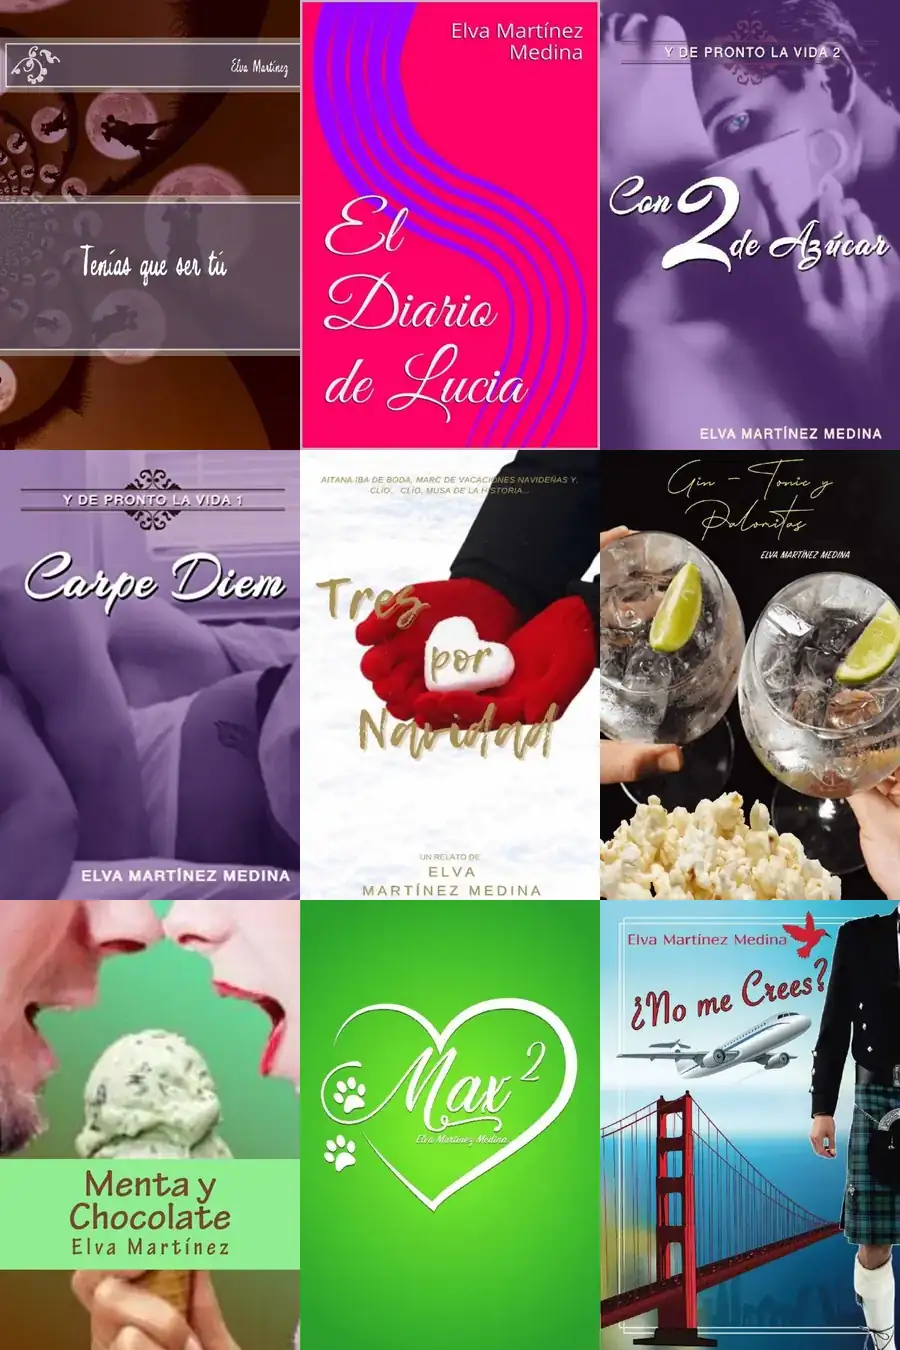 Elva Martínez
Tenías que ser tú
Elva Martínez
Medina
El
Diario
de Lucia
Y DE PRONTO LA VIDA 2
Con 2 de Azúcar
ELVA MARTÍNEZ MEDINA
Y DE PRONTO LA VIDA 1
Carpe Diem
ELVA MARTÍNEZ MEDINA
AITANA IBA DE BODA, MARC DE VACACIONES NAVIDEÑAS Y,
CLÍO... CLÍO, MUSA DE LA HISTORIA...
Tres
por
Navidad
UN RELATO DE
ELVA
MARTÍNEZ MEDINA
Gin - Tonic y
Palomitas
ELVA MARTÍNEZ MEDINA
Menta y
Chocolate
Elva Martínez
Max 2
Elva Martínez Medina
Elva Martínez Medina
¿No me Crees?